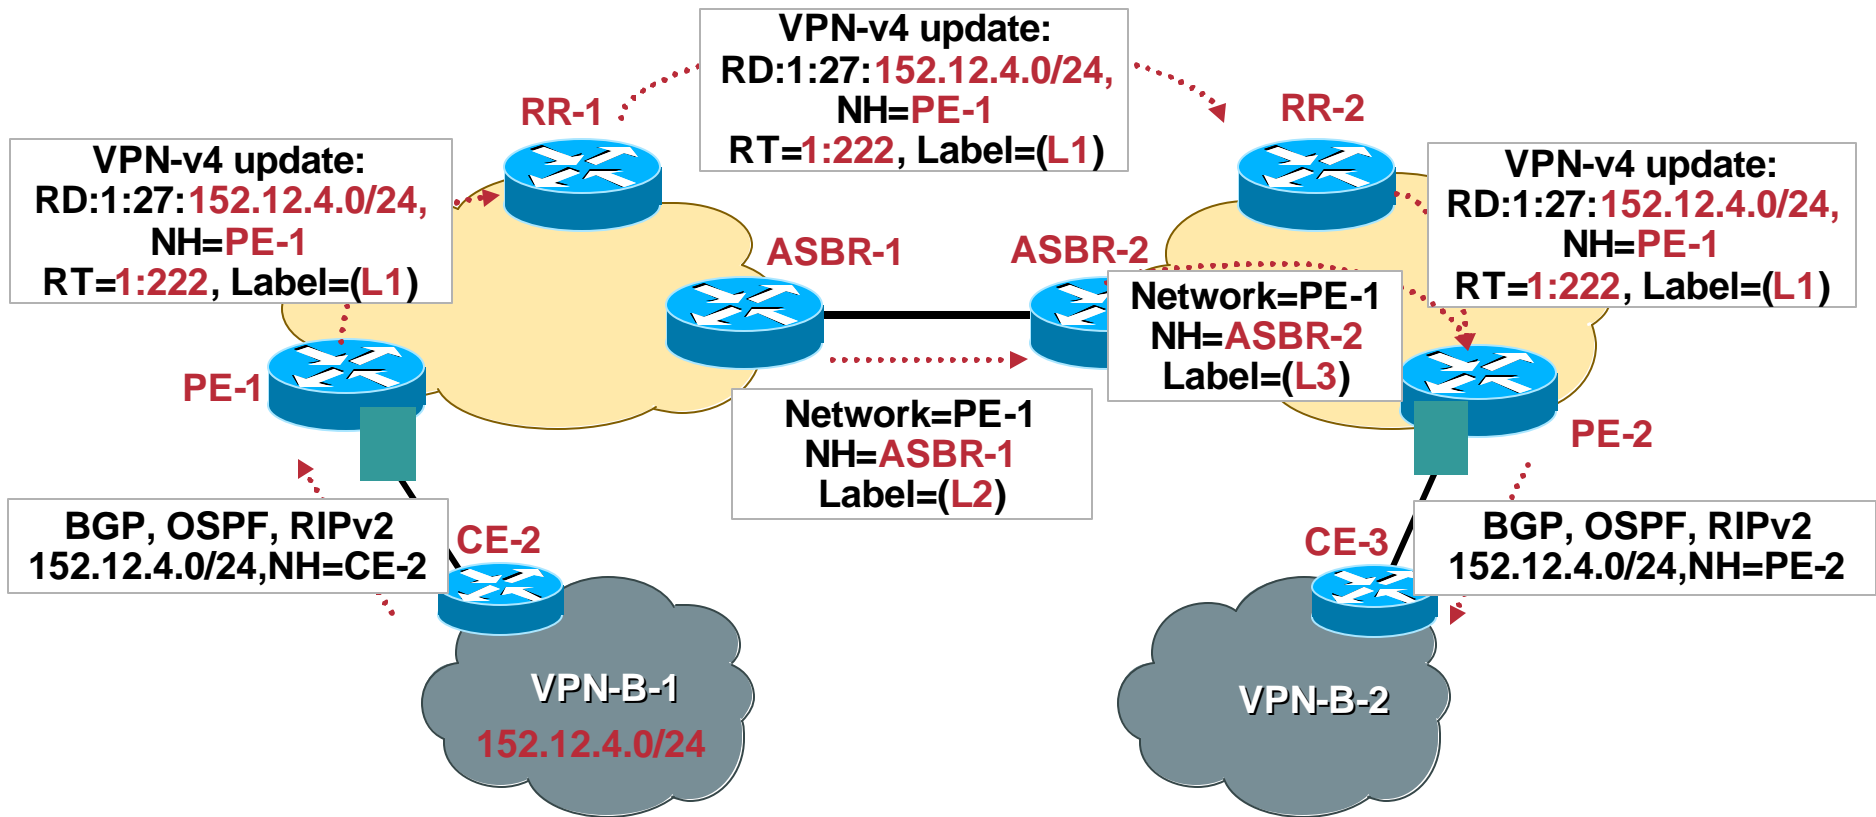 VPN-v4 update:
RD:1:27:152.12.4.0/24,
NH=PE-1
RT=1:222, Label=(L1)
RR-1
RR-2
VPN-v4 update:
RD:1:27:152.12.4.0/24,
NH=PE-1
RT=1:222, Label=(L1)
VPN-v4 update:
RD:1:27:152.12.4.0/24,
NH=PE-1
RT=1:222, Label=(L1)
ASBR-1
ASBR-2
Network=PE-1
NH=ASBR-2
Label=(L3)
PE-1
Network=PE-1
NH=ASBR-1
Label=(L2)
PE-2
BGP, OSPF, RIPv2
152.12.4.0/24,NH=CE-2
CE-2
CE-3
BGP, OSPF, RIPv2
152.12.4.0/24,NH=PE-2
VPN-B-1
152.12.4.0/24
VPN-B-2